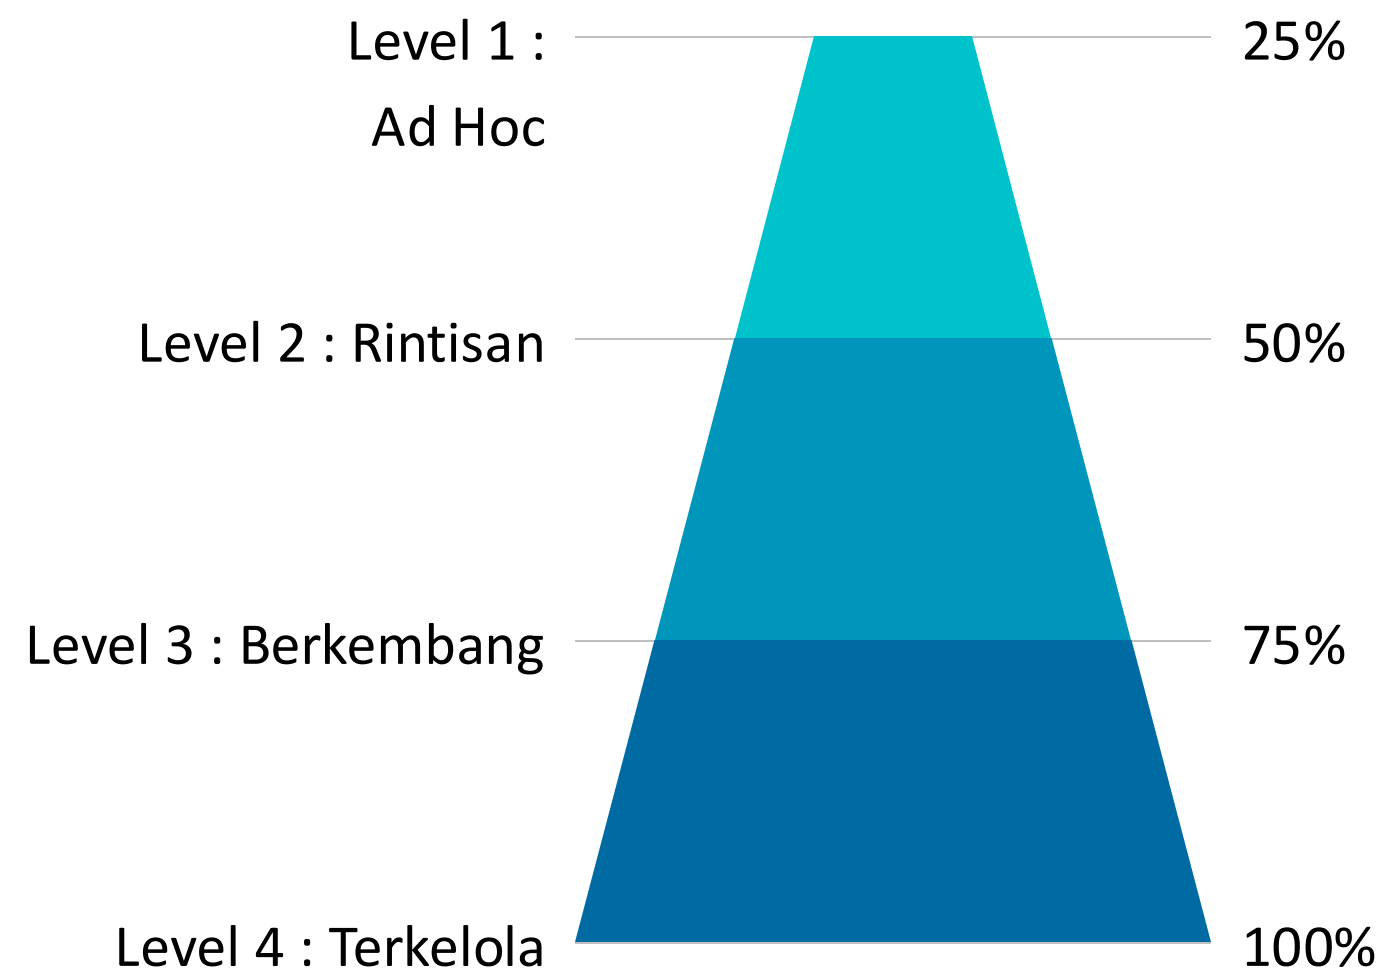 Level 1 :
Ad Hoc
25%
Level 2 : Rintisan
50%
Level 3 : Berkembang
75%
Level 4 : Terkelola
100%